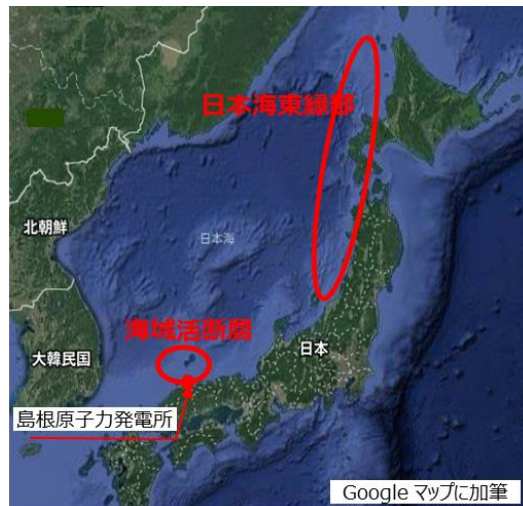 日本海東縁部
北朝鮮
日本海
海域活断層
大韓民国
日本
島根原子力発電所
Google マップに加筆